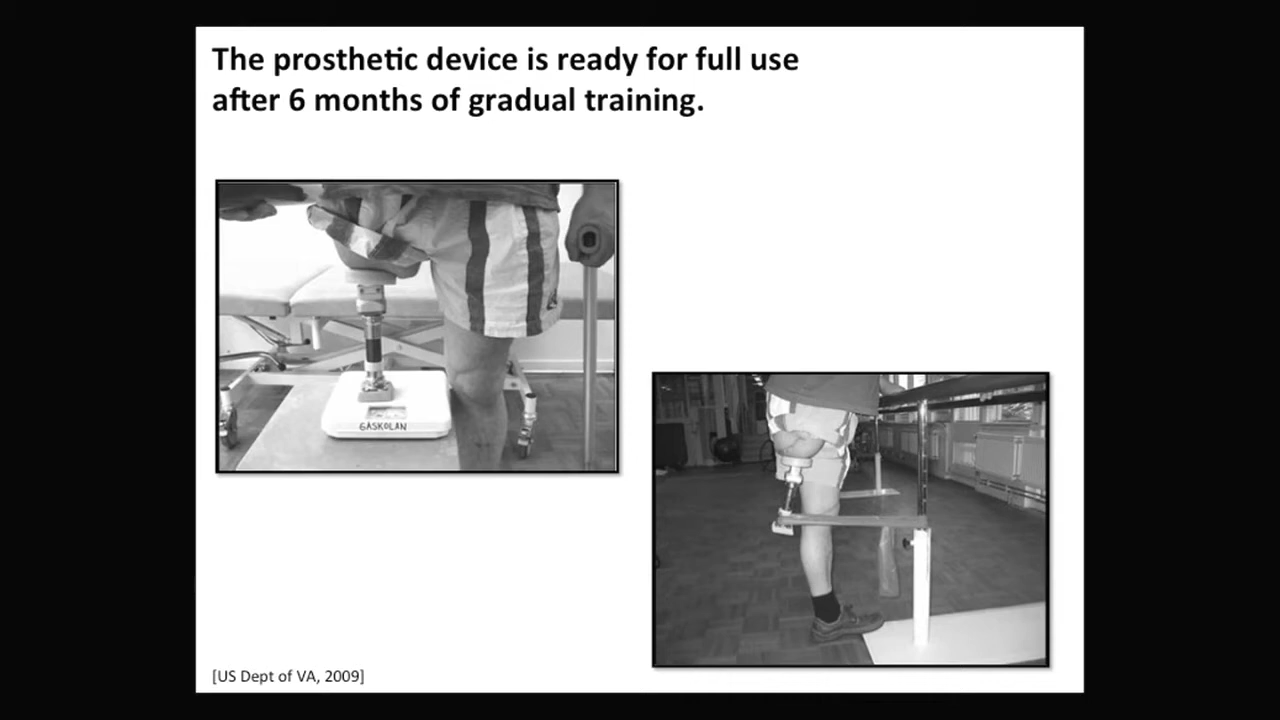 The prosthetic device is ready for full use
after 6 months of gradual training.
GÅSKOLAN
[US Dept of VA, 2009]